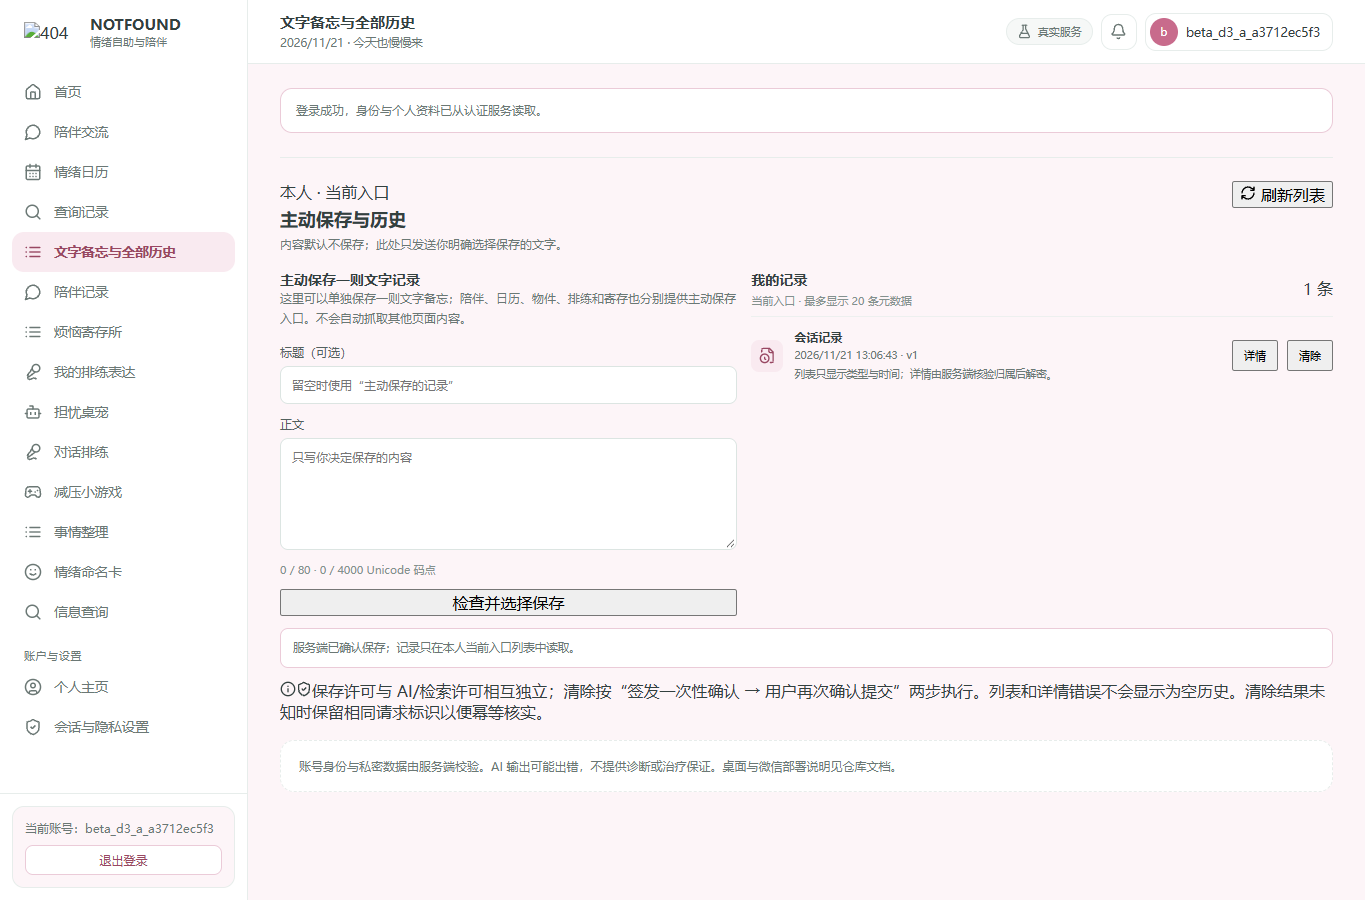 404
NOTFOUND
情绪自助与陪伴
首页
陪伴交流
情绪日历
查询记录
文字备忘与全部历史
陪伴记录
烦恼寄存所
我的排练表达
担忧桌宠
对话排练
减压小游戏
事情整理
情绪命名卡
信息查询
账户与设置
个人主页
会话与隐私设置
当前账号：beta_d3_a_a3712ec5f3
退出登录
文字备忘与全部历史
2026/11/21 · 今天也慢慢来
真实服务
b
beta_d3_a_a3712ec5f3
登录成功，身份与个人资料已从认证服务读取。
本人 · 当前入口
主动保存与历史
内容默认不保存；此处只发送你明确选择保存的文字。
刷新列表
主动保存一则文字记录
这里可以单独保存一则文字备忘；陪伴、日历、物件、排练和寄存也分别提供主动保存
入口。不会自动抓取其他页面内容。
标题（可选）
留空时使用“主动保存的记录”
正文
只写你决定保存的内容
0 / 80 · 0 / 4000 Unicode 码点
检查并选择保存
我的记录
当前入口 · 最多显示 20 条元数据
1 条
会话记录
2026/11/21 13:06:43 · v1
列表只显示类型与时间；详情由服务端核验归属后解密。
详情
清除
服务端已确认保存；记录只在本人当前入口列表中读取。
保存许可与 AI/检索许可相互独立；清除按“签发一次性确认 → 用户再次确认提交”两步执行。列表和详情错误不会显示为空历史。清除结果未
知时保留相同请求标识以便幂等核实。
账号身份与私密数据由服务端校验。AI 输出可能出错，不提供诊断或治疗保证。桌面与微信部署说明见仓库文档。